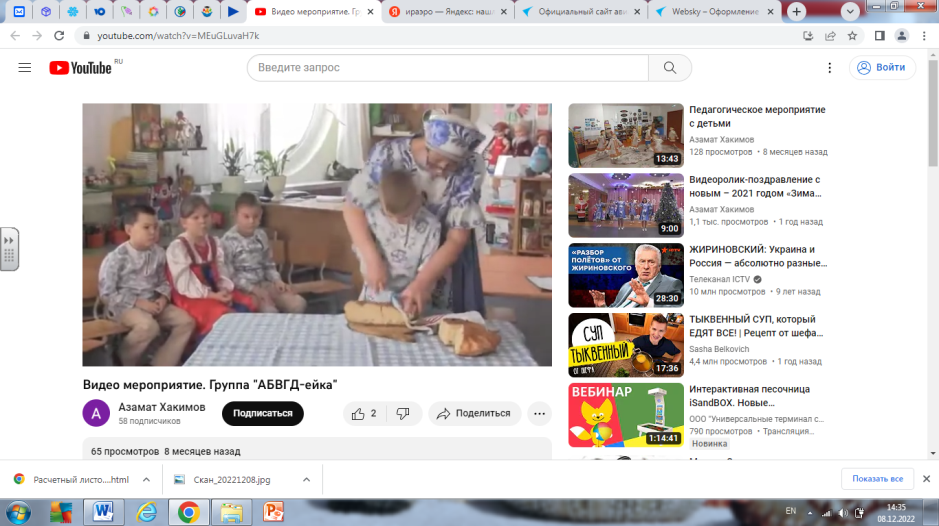 Видео мероприятие. Гр
ираэро — Яндекс: наш
Официальный сайт ави
Websky – Оформление
youtube.com/watch?v=MEuGLuvaH7k
YouTube RU
Введите запрос
Войти
Видео мероприятие. Группа "АБВГД-ейка"
Азамат Хакимов
58 подписчиков
Подписаться
2
Поделиться
65 просмотров 8 месяцев назад
13:43
Педагогическое мероприятие
с детьми
Азамат Хакимов
128 просмотров • 8 месяцев назад
9:00
Видеоролик-поздравление с
новым – 2021 годом «Зима...
Азамат Хакимов
1,1 тыс. просмотров • 1 год назад
«РАЗБОР
ПОЛЁТОВ» ОТ
ЖИРИНОВСКОГО
28:30
ЖИРИНОВСКИЙ: Украина и
Россия — абсолютно разные...
Телеканал ICTV
10 млн просмотров • 9 лет назад
СУП
ТЫКВЕННЫЙ
ОТ ШЕФА
17:36
ТЫКВЕННЫЙ СУП, который
ЕДЯТ ВСЕ! | Рецепт от шефа...
Sasha Belkovich
4,4 млн просмотров • 1 год назад
ВЕБИНАР
1:14:41
Интерактивная песочница
iSandBOX. Новые...
ООО "Универсальные терминал с...
790 просмотров • Трансляция...
Новинка
Расчетный листо....html
Скан_20221208.jpg
Показать все
EN
14:35
08.12.2022